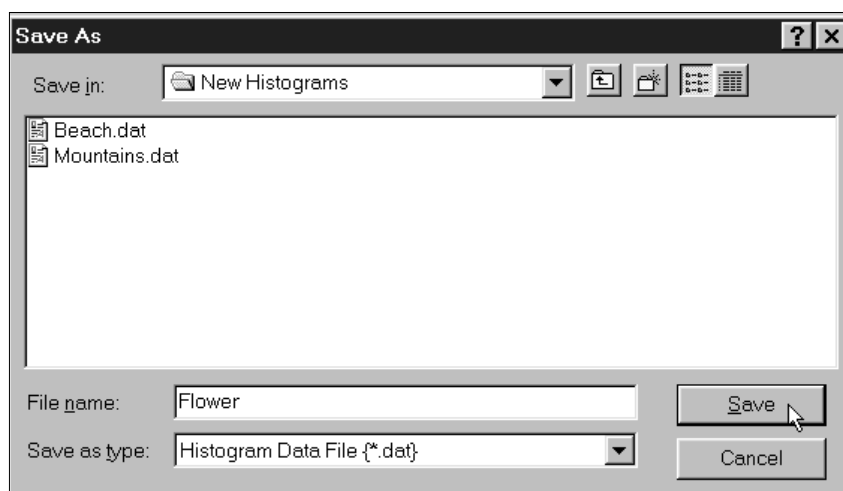 Save As
Save in: New Histograms
Beach.dat
Mountains.dat
File name: Flower Save
Save as type: Histogram Data File {*.dat} Cancel